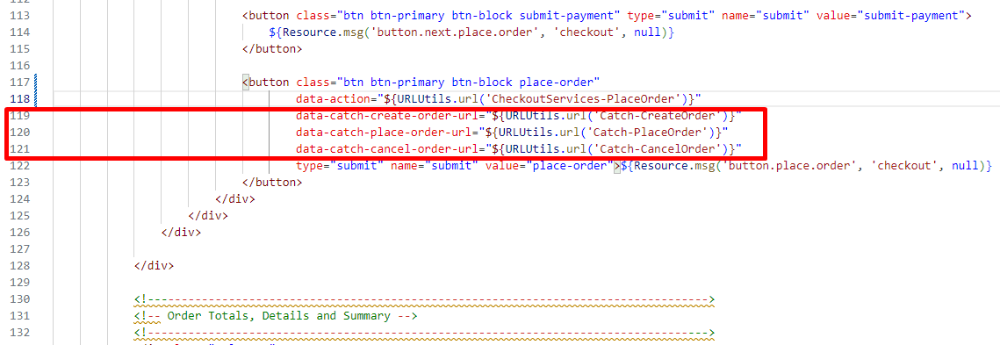 113 <button class="btn btn-primary btn-block submit-payment" type="submit" name="submit" value="submit-payment">
114 ${Resource.msg('button.next.place.order', 'checkout', null)}
115 </button>
116
117 <button class="btn btn-primary btn-block place-order"
118 data-action="${URLUtils.url('CheckoutServices-PlaceOrder')}"
119 data-catch-create-order-url="${URLUtils.url('Catch-CreateOrder')}"
120 data-catch-place-order-url="${URLUtils.url('Catch-PlaceOrder')}"
121 data-catch-cancel-order-url="${URLUtils.url('Catch-CancelOrder')}"
122 type="submit" name="submit" value="place-order">${Resource.msg('button.place.order', 'checkout', null)}
123 </button>
124 </div>
125 </div>
126 </div>
127
128 </div>
129
130 <!---------------------------------------------------------------------------------->
131 <!-- Order Totals, Details and Summary -->
132 <!---------------------------------------------------------------------------------->